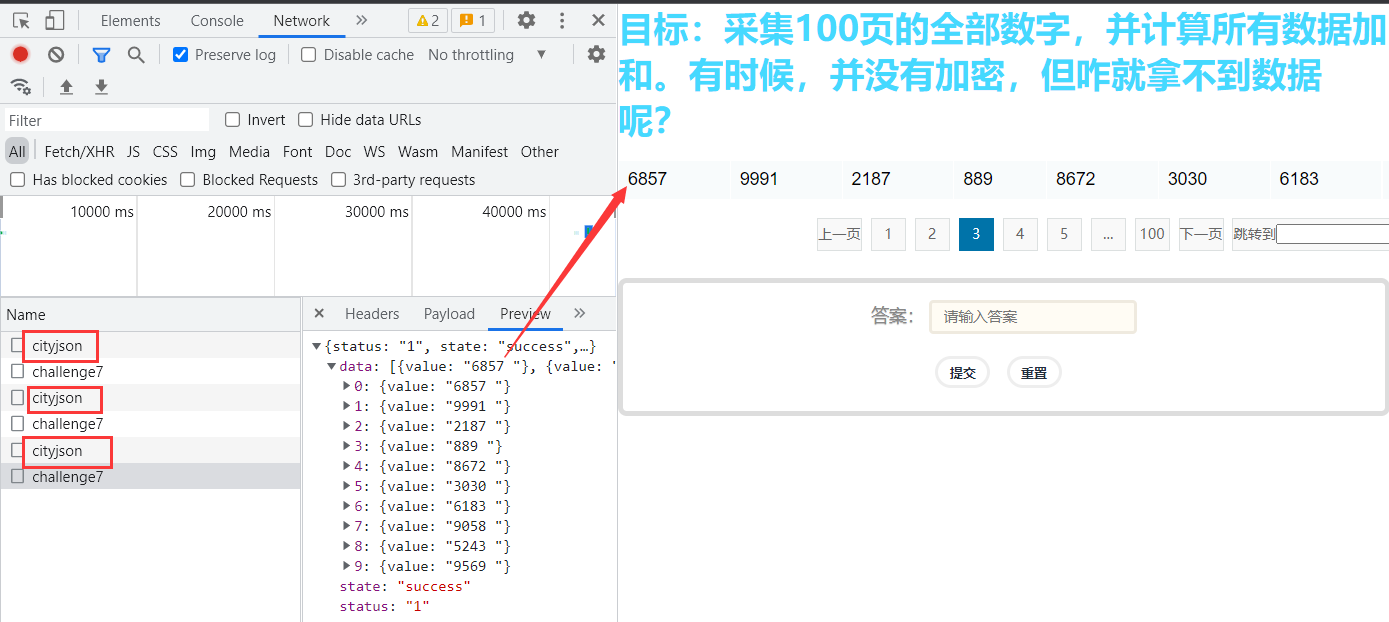 Elements Console Network 2 1
Preserve log Disable cache No throttling
Filter Invert Hide data URLs
All Fetch/XHR JS CSS Img Media Font Doc WS Wasm Manifest Other
Has blocked cookies Blocked Requests 3rd-party requests
10000 ms 20000 ms 30000 ms 40000 ms
Name
cityjson
challenge7
cityjson
challenge7
cityjson
challenge7
Headers Payload Preview
{status: "1", state: "success",…}
data: [{value: "6857 "}, {value: "
0: {value: "6857 "}
1: {value: "9991 "}
2: {value: "2187 "}
3: {value: "889 "}
4: {value: "8672 "}
5: {value: "3030 "}
6: {value: "6183 "}
7: {value: "9058 "}
8: {value: "5243 "}
9: {value: "9569 "}
state: "success"
status: "1"
目标：采集100页的全部数字，并计算所有数据加
和。有时候，并没有加密，但咋就拿不到数据
呢？
6857 9991 2187 889 8672 3030 6183
上一页 1 2 3 4 5 ... 100 下一页 跳转到
答案： 请输入答案
提交 重置